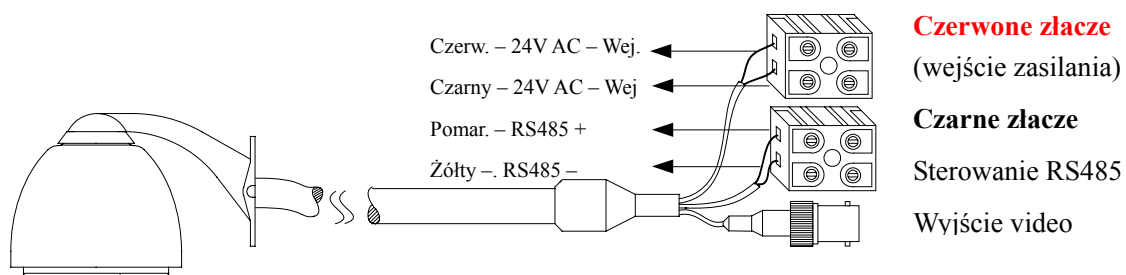 Czerw. – 24V AC – Wej.
Czarny – 24V AC – Wej
Pomar. – RS485 +
Żółty –. RS485 –
Czerwone złacze
(wejście zasilania)
Czarne złacze
Sterowanie RS485
Wyjście video